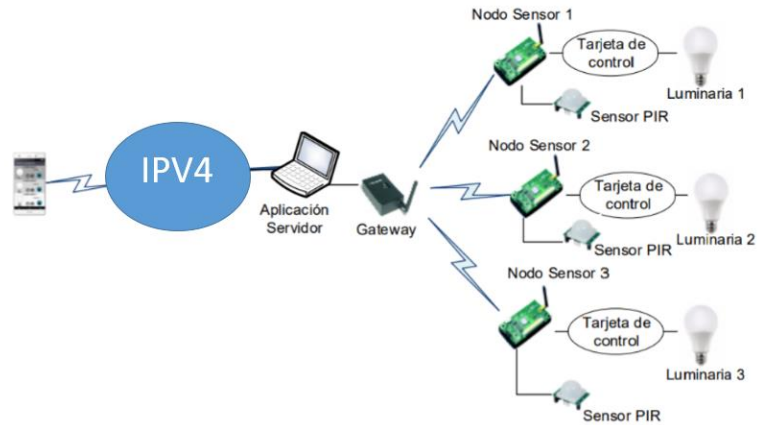 Nodo Sensor 1
Tarjeta de
control
Luminaria 1
Sensor PIR
Nodo Sensor 2
IPV4
Tarjeta de
control
Aplicación
Servidor
Gateway
Luminaria 2
Sensor PIR
Nodo Sensor 3
Tarjeta de
control
Luminaria 3
Sensor PIR